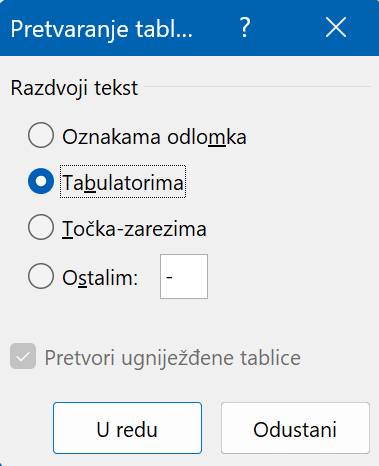 Pretvaranje tabl... ?
Razdvoji tekst
Oznakama odlomka
Tabulatorima
Točka-zarezima
Ostalim: -
Pretvori ugniježđene tablice
U redu Odustani